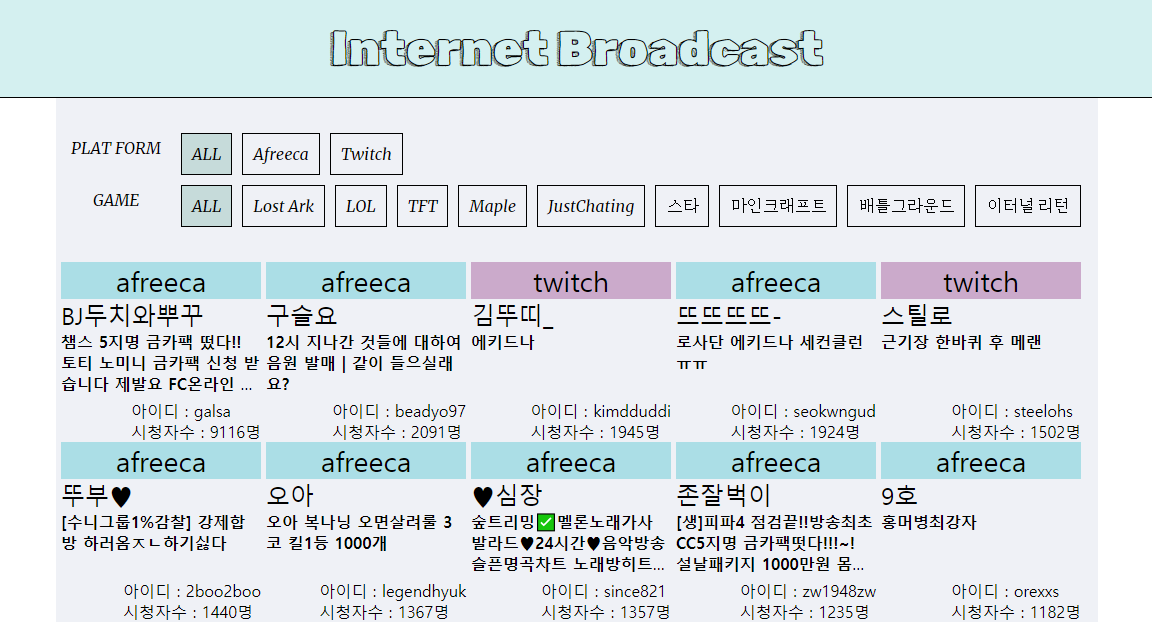 Internet Broadcast
PLAT FORM ALL Afreeca Twitch
GAME ALL Lost Ark LOL TFT Maple JustChating 스타 마인크래프트 배틀그라운드 이터널 리턴
afreeca
BJ두치와뿌꾸
챔스 5지명 금카팩 떴다!!
토티 노미니 금카팩 신청 받
습니다 제발요 FC온라인 ...
아이디 : galsa
시청자수 : 9116명
afreeca
구슬요
12시 지나간 것들에 대하여
음원 발매 | 같이 들으실래
요?
아이디 : beadyo97
시청자수 : 2091명
twitch
김뚜띠_
에키드나
아이디 : kimdduddi
시청자수 : 1945명
afreeca
뜨뜨뜨뜨-
로사단 에키드나 세컨클런
ㅠㅠ
아이디 : seokwngud
시청자수 : 1924명
twitch
스틸로
근기장 한바퀴 후 메랜
아이디 : steelohs
시청자수 : 1502명
afreeca
뚜부♥
[수니그룹1%감찰] 강제합
방 하러옴ㅈㄴ하기싫다
아이디 : 2boo2boo
시청자수 : 1440명
afreeca
오아
오아 복나닝 오면살려룰 3
코 킬1등 1000개
아이디 : legendhyuk
시청자수 : 1367명
afreeca
♥심장
숲트리밍✅멜론노래가사
발라드♥24시간♥음악방송
슬픈명곡차트 노래방히트...
아이디 : since821
시청자수 : 1357명
afreeca
존잘벅이
[생]피파4 점검끝!!방송최초
CC5지명 금카팩떳다!!!~!
설날패키지 1000만원 몸...
아이디 : zw1948zw
시청자수 : 1235명
afreeca
9호
홍머병최강자
아이디 : orexxs
시청자수 : 1182명